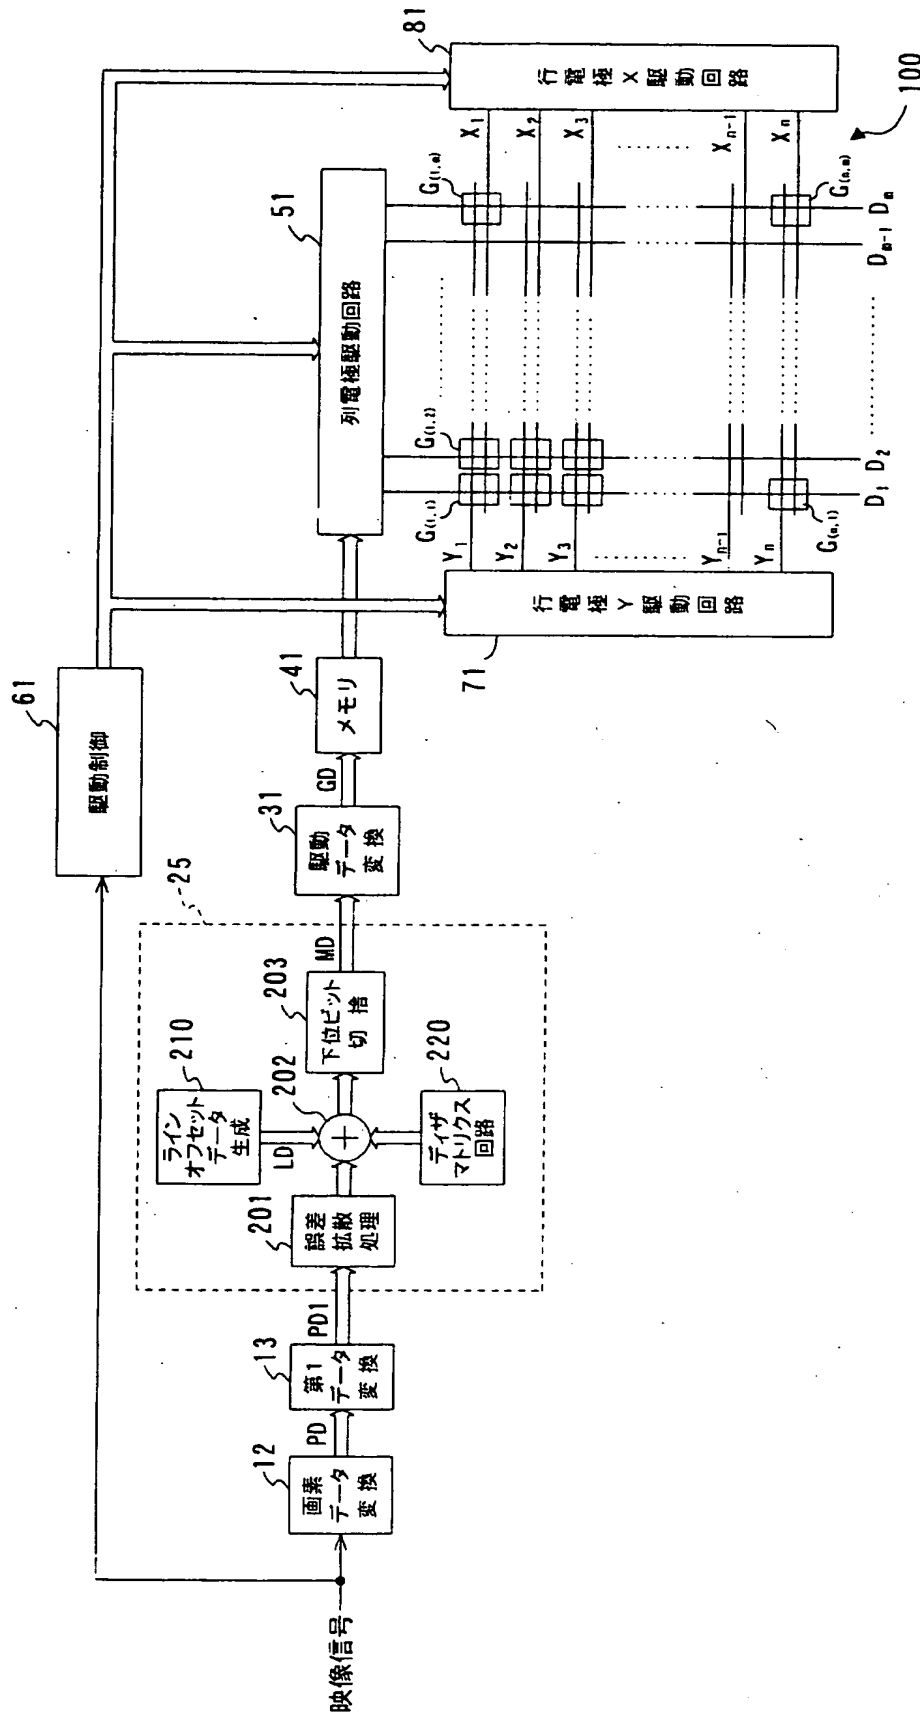 映像信号
12
画素
データ
変換
PD
13
第1
データ
変換
PD1
25
201
誤差
拡散
処理
210
ライン
オフセット
データ
生成
LD
202
+
220
ディザ
マトリクス
回路
203
下位ビット
切捨
MD
31
駆動
データ
変換
GD
41
メモリ
61
駆動制御
51
列電極駆動回路
71
行電極Y駆動回路
81
行電極X駆動回路
Y1
Y2
Y3
Yn-1
Yn
X1
X2
X3
Xn-1
Xn
G(1,1)
G(1,2)
G(1,m)
G(n,1)
G(n,m)
D1
D2
Dm-1
Dm
100